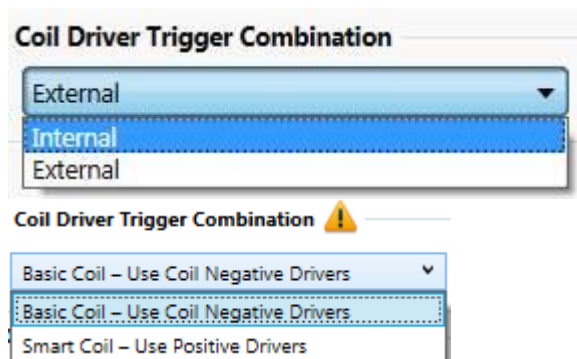 Coil Driver Trigger Combination
External
Internal
External
Coil Driver Trigger Combination
Basic Coil – Use Coil Negative Drivers
Basic Coil – Use Coil Negative Drivers
Smart Coil – Use Positive Drivers